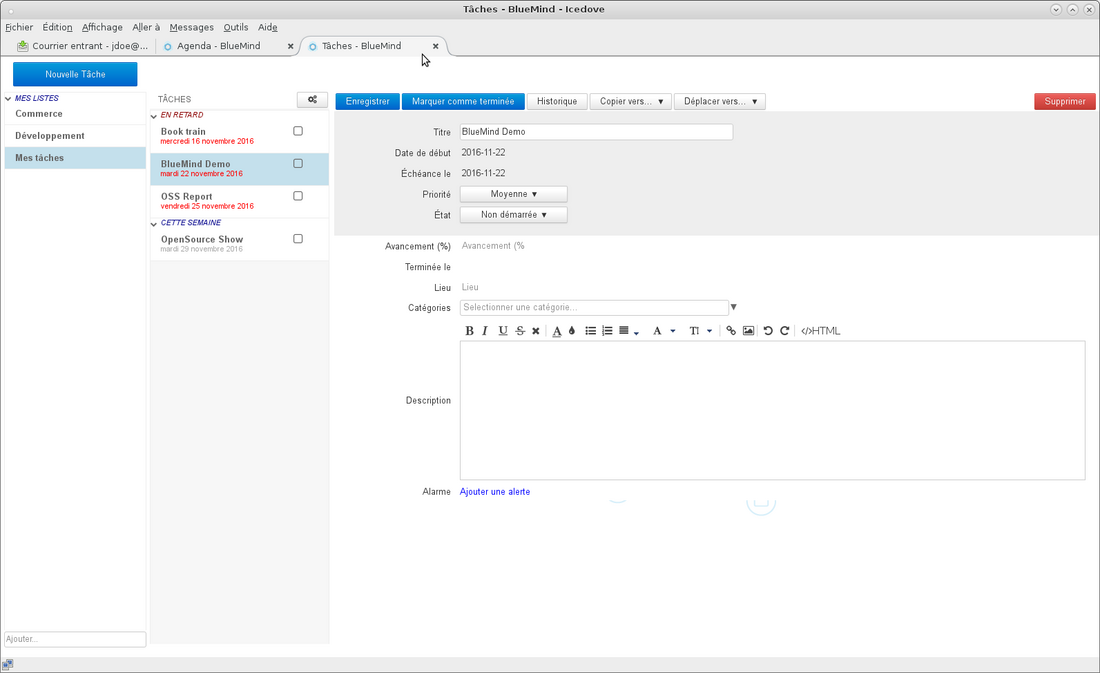 Tâches - BlueMind - Icedove
Fichier Édition Affichage Aller à Messages Outils Aide
Courrier entrant - jdoe@... Agenda - BlueMind Tâches - BlueMind
Nouvelle Tâche
MES LISTES
Commerce
Développement
Mes tâches
Ajouter...
TÂCHES
EN RETARD
Book train
mercredi 16 novembre 2016
BlueMind Demo
mardi 22 novembre 2016
OSS Report
vendredi 25 novembre 2016
CETTE SEMAINE
OpenSource Show
mardi 29 novembre 2016
Enregistrer Marquer comme terminée Historique Copier vers... Déplacer vers... Supprimer
Titre BlueMind Demo
Date de début 2016-11-22
Échéance le 2016-11-22
Priorité Moyenne
État Non démarrée
Avancement (%) Avancement (%
Terminée le
Lieu Lieu
Catégories Selectionner une catégorie...
B I U S A A TI </>HTML
Description
Alarme Ajouter une alerte